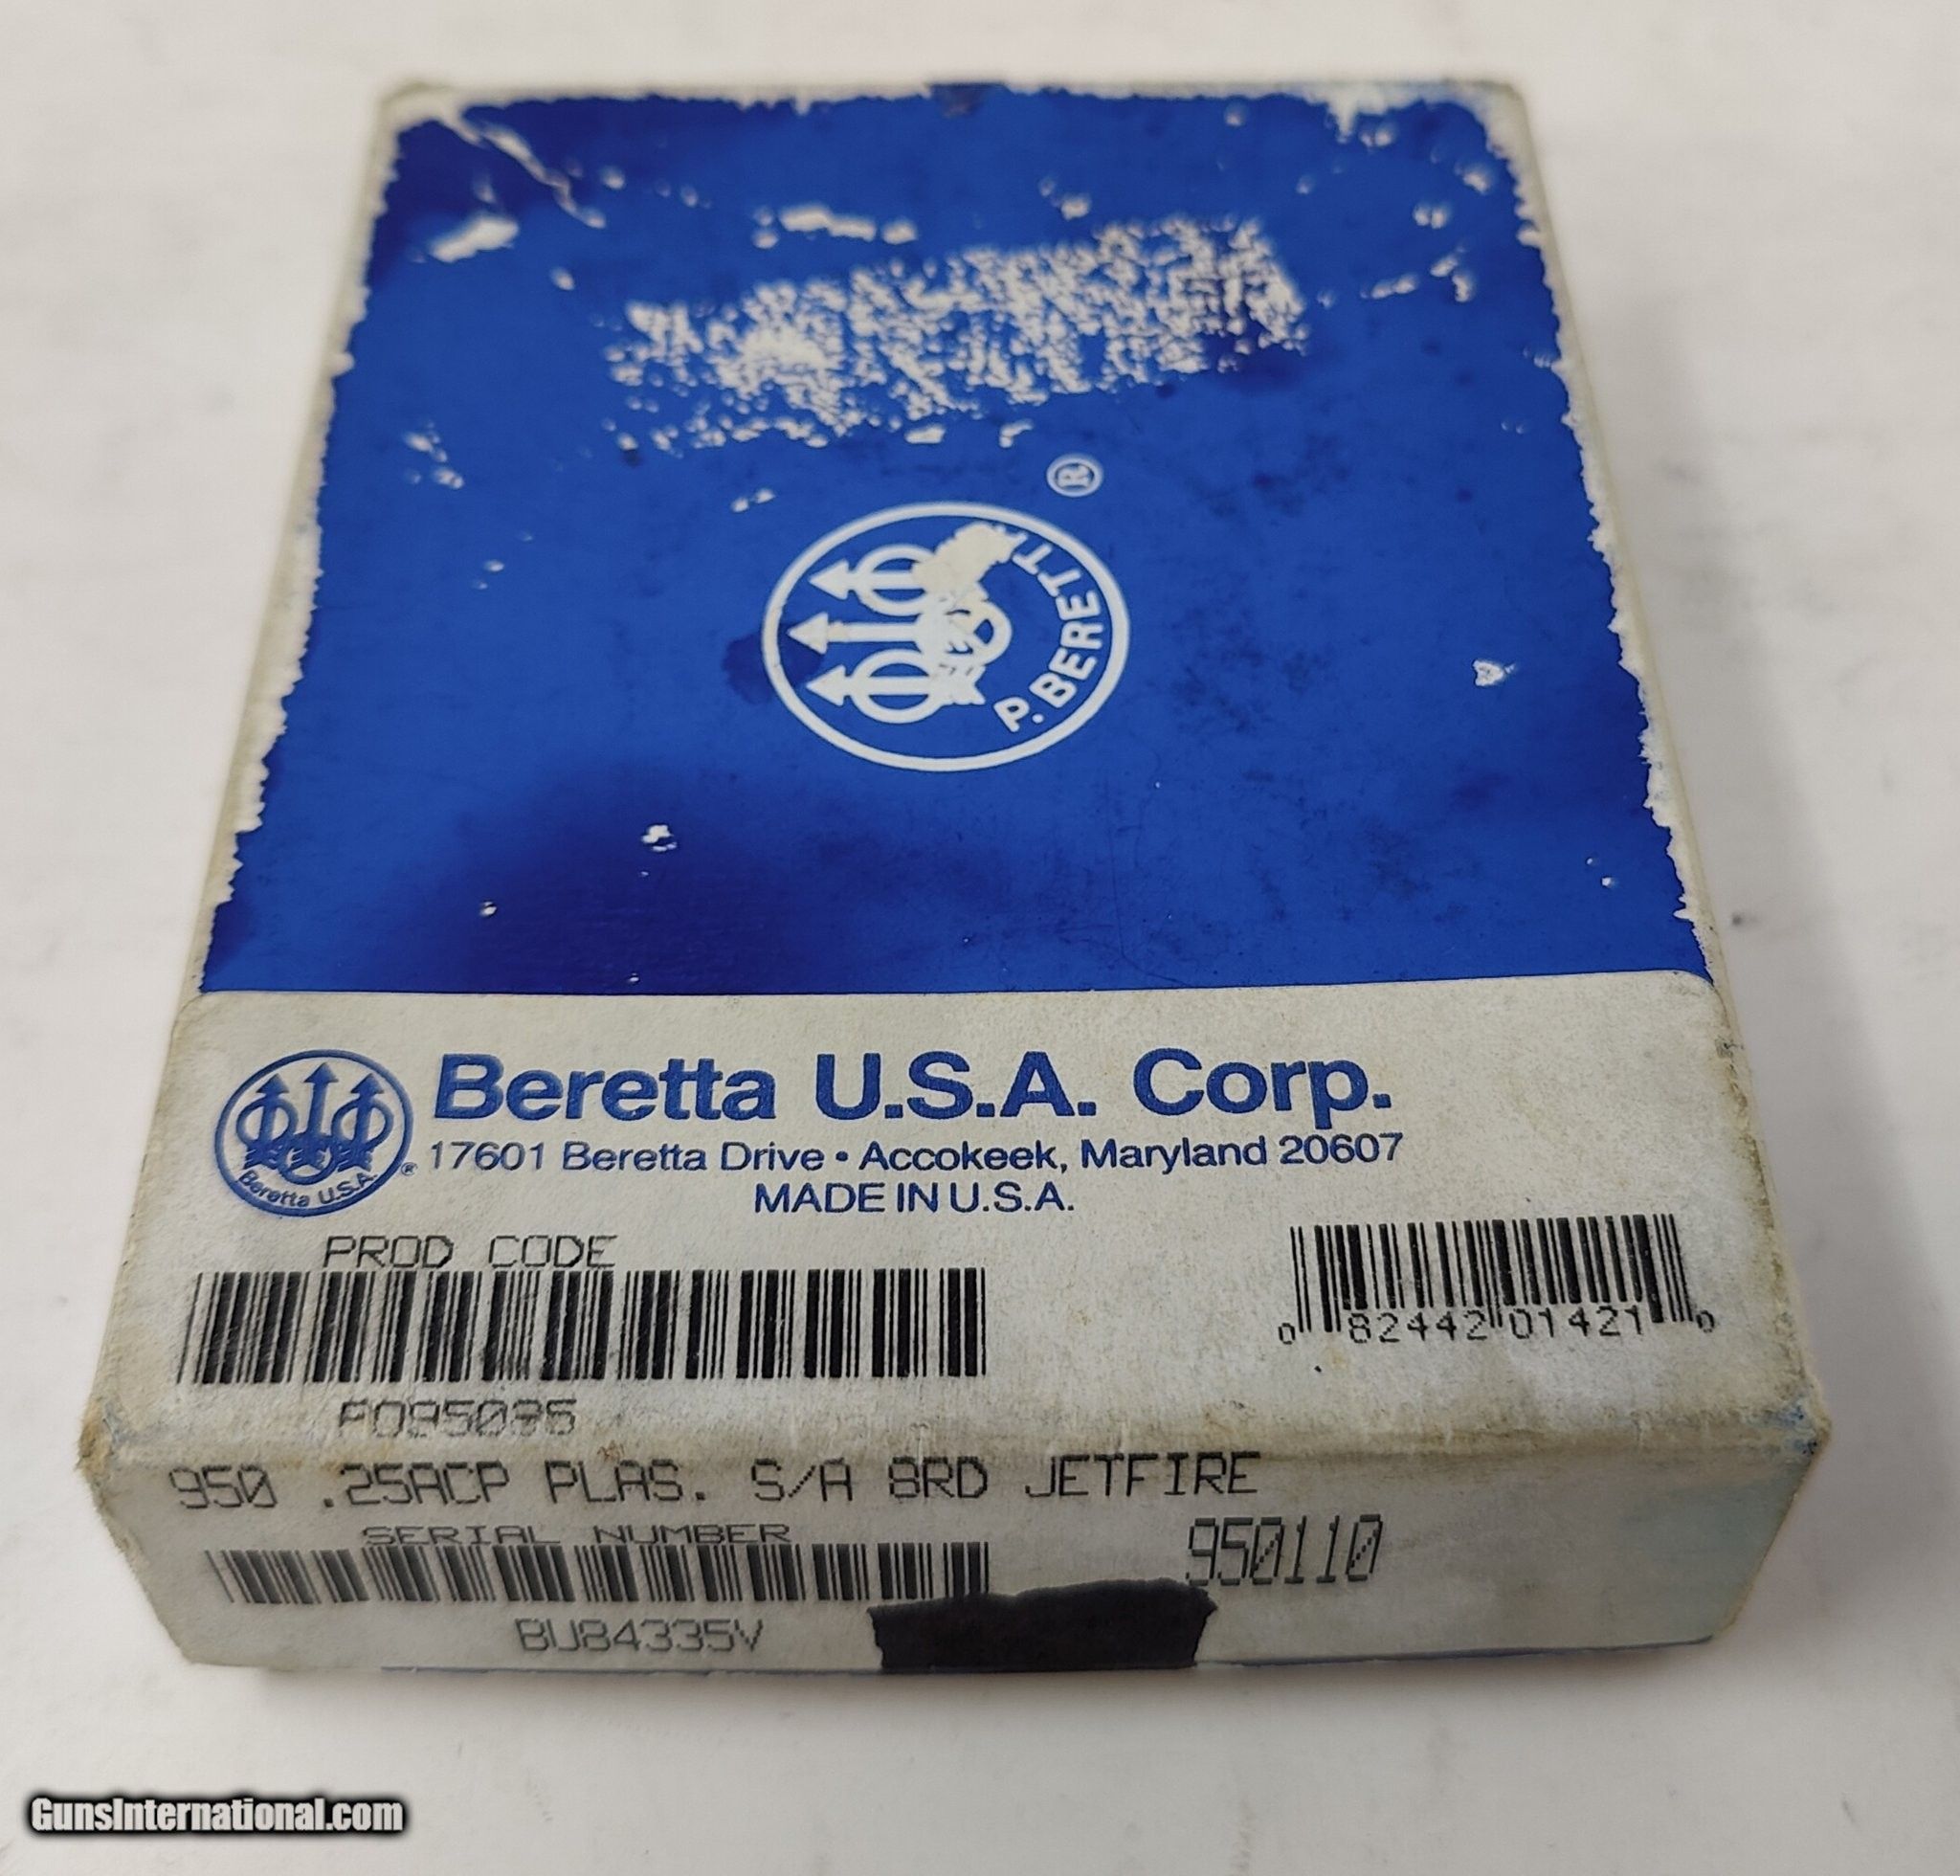 ®
P. BERETTA
Beretta U.S.A. Corp.
Beretta U.S.A. ®
17601 Beretta Drive • Accokeek, Maryland 20607
MADE IN U.S.A.
PROD CODE
0 82442 01421 0
950 .25ACP PLAS. S/A 8RD JETFIRE
SERIAL NUMBER
950110
BU84335V
GunsInternational.com